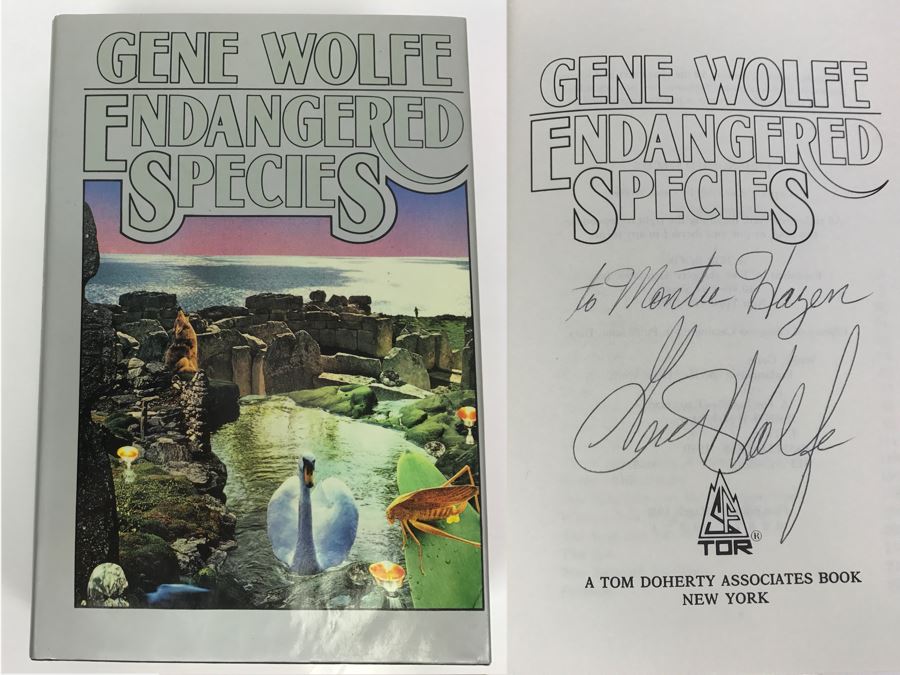 GENE WOLFE
ENDANGERED
SPECIES
GENE WOLFE
ENDANGERED
SPECIES
to Montie Hazen
Gene Wolfe
SF
TOR®
A TOM DOHERTY ASSOCIATES BOOK
NEW YORK